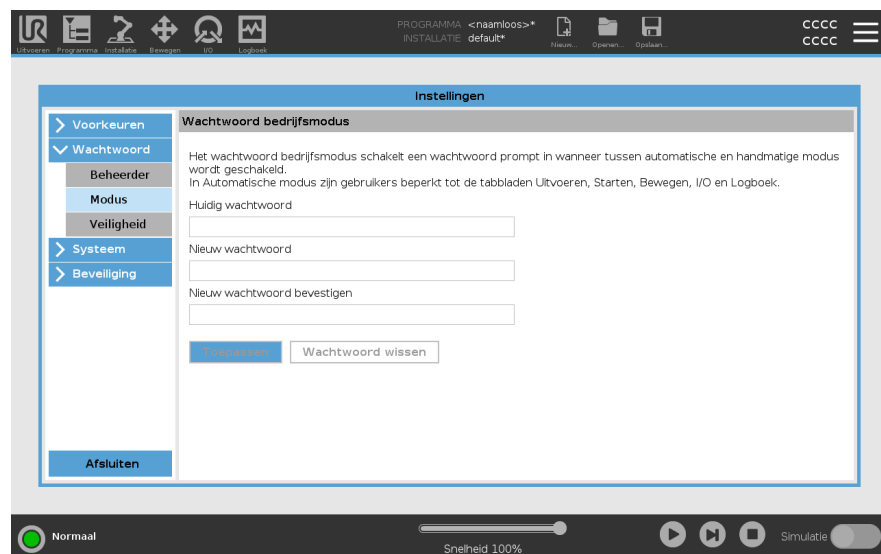 PROGRAMMA <naamloos>*
INSTALLATIE default*
cccc
cccc
Uitvoeren Programma Installatie Bewegen I/O Logboek Nieuw... Openen... Opslaan...
Instellingen
Voorkeuren
Wachtwoord
Beheerder
Modus
Veiligheid
Systeem
Beveiliging
Afsluiten
Wachtwoord bedrijfsmodus
Het wachtwoord bedrijfsmodus schakelt een wachtwoord prompt in wanneer tussen automatische en handmatige modus
wordt geschakeld.
In Automatische modus zijn gebruikers beperkt tot de tabbladen Uitvoeren, Starten, Bewegen, I/O en Logboek.
Huidig wachtwoord
Nieuw wachtwoord
Nieuw wachtwoord bevestigen
Toepassen Wachtwoord wissen
Normaal
Snelheid 100%
Simulatie